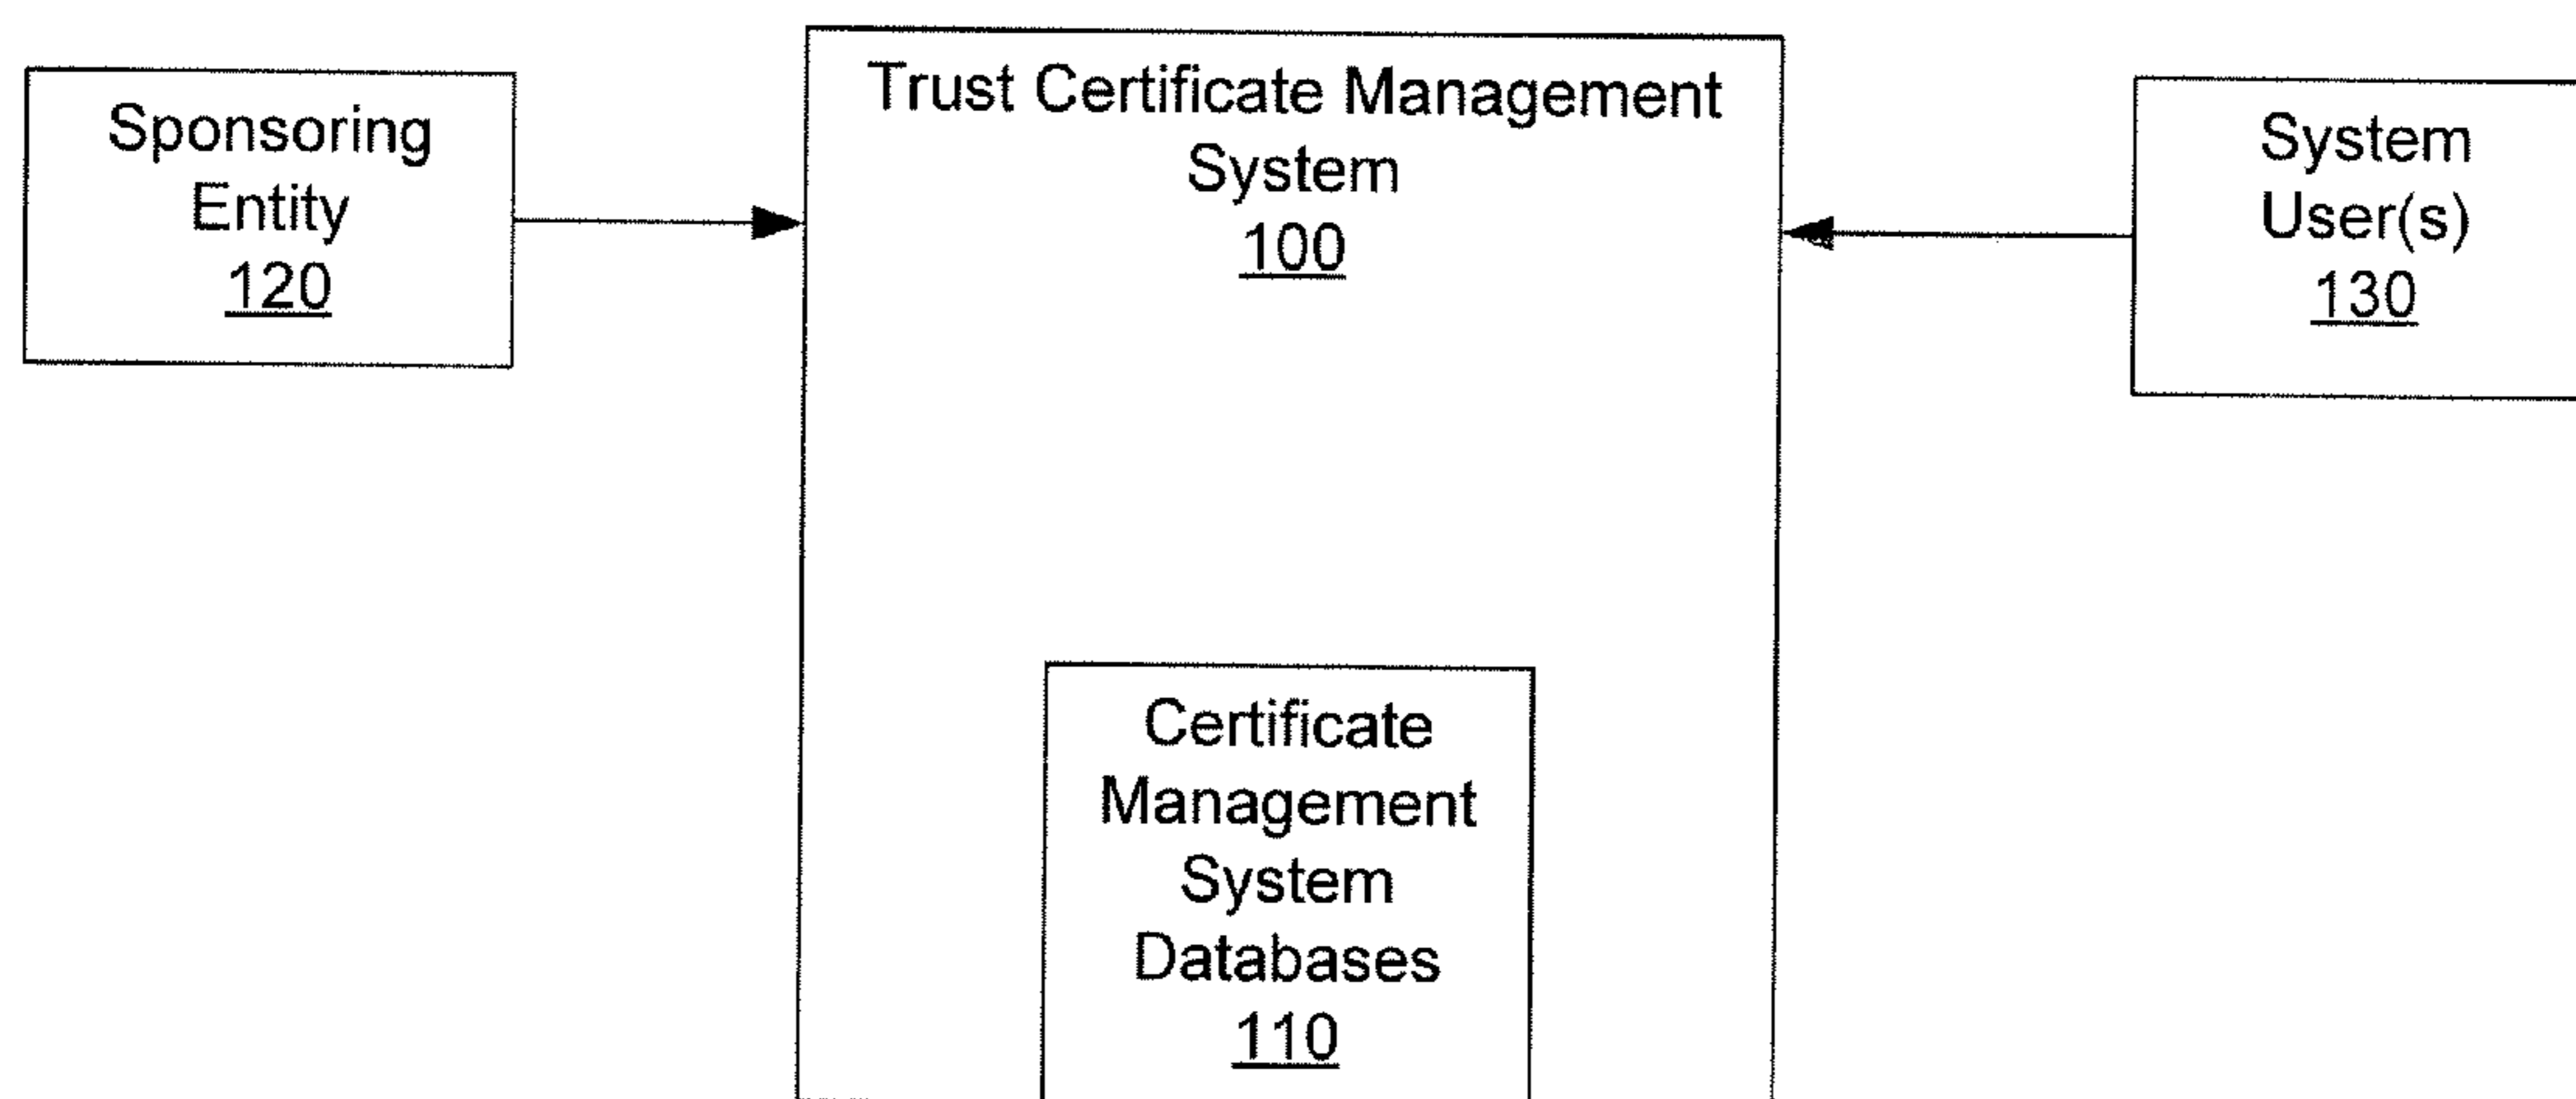 Sponsoring
Entity
120
Trust Certificate Management
System
100
System
User(s)
130
Certificate
Management
System
Databases
110